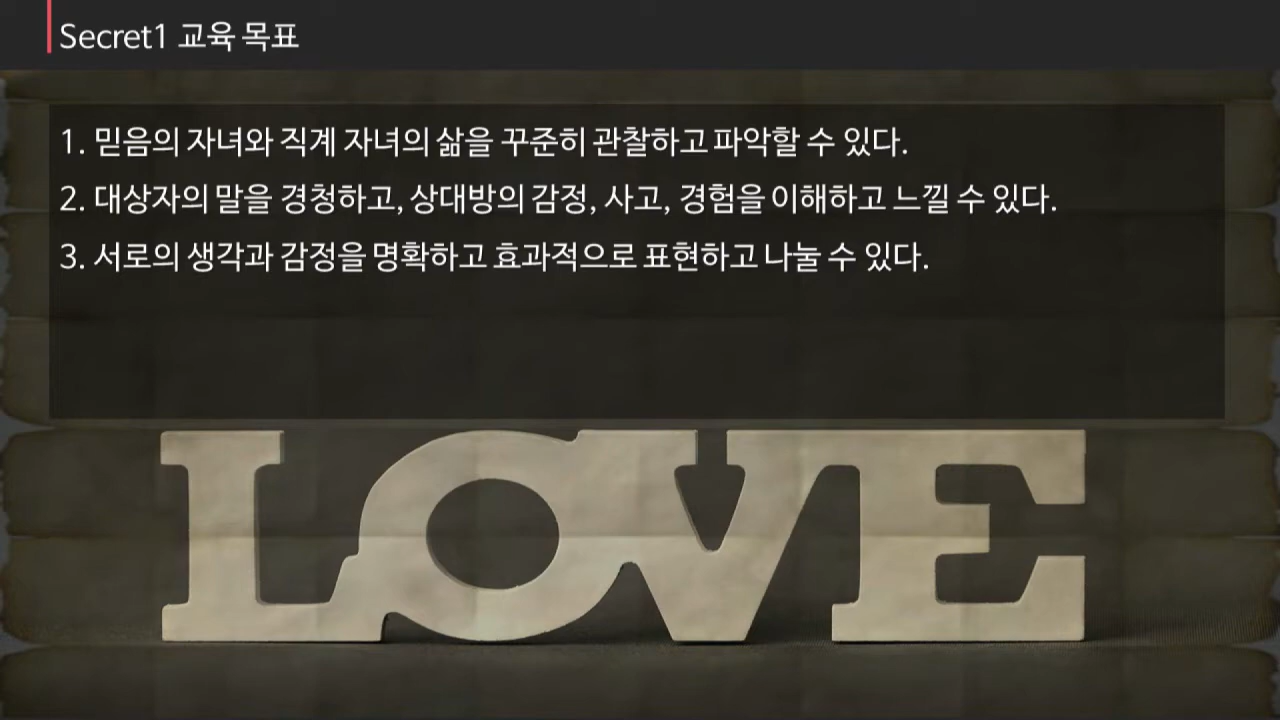 Secret1 교육 목표
1. 믿음의 자녀와 직계 자녀의 삶을 꾸준히 관찰하고 파악할 수 있다.
2. 대상자의 말을 경청하고, 상대방의 감정, 사고, 경험을 이해하고 느낄 수 있다.
3. 서로의 생각과 감정을 명확하고 효과적으로 표현하고 나눌 수 있다.
LOVE